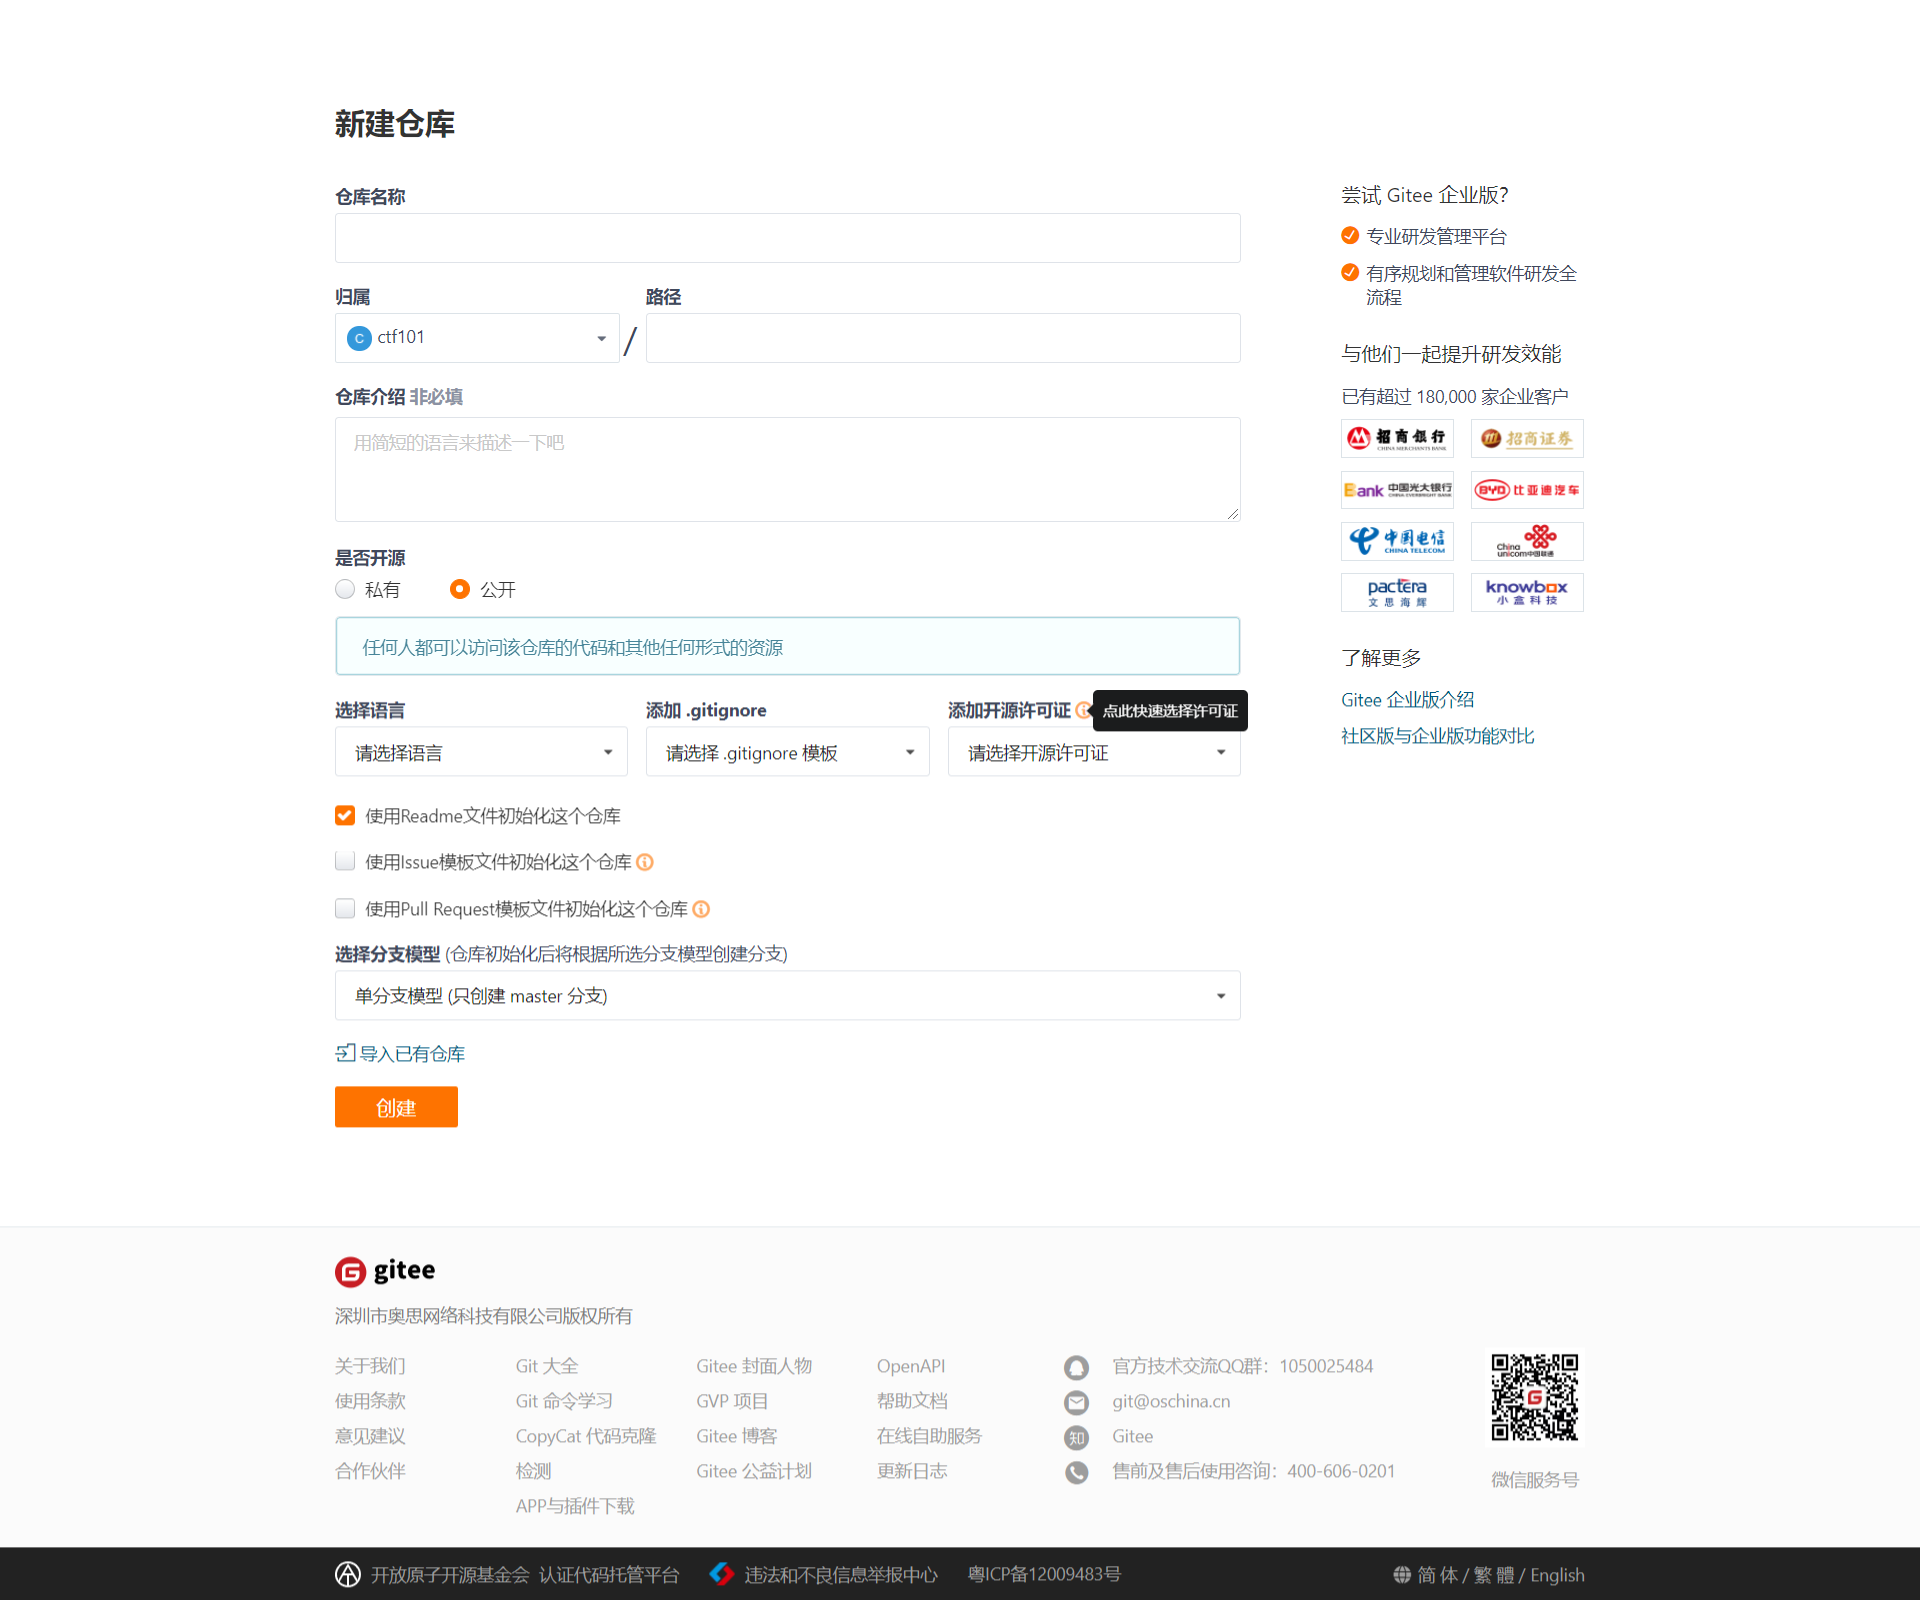 新建仓库
仓库名称
归属
路径
C ctf101
/
仓库介绍 非必填
用简短的语言来描述一下吧
是否开源
私有
公开
任何人都可以访问该仓库的代码和其他任何形式的资源
选择语言
添加 .gitignore
添加开源许可证
点此快速选择许可证
请选择语言
请选择 .gitignore 模板
请选择开源许可证
使用Readme文件初始化这个仓库
使用Issue模板文件初始化这个仓库
使用Pull Request模板文件初始化这个仓库
选择分支模型 (仓库初始化后将根据所选分支模型创建分支)
单分支模型 (只创建 master 分支)
导入已有仓库
创建
尝试 Gitee 企业版？
专业研发管理平台
有序规划和管理软件研发全
流程
与他们一起提升研发效能
已有超过 180,000 家企业客户
招商银行
CHINA MERCHANTS BANK
招商证券
Bank 中国光大银行
CHINA EVERBRIGHT BANK
BYD 比亚迪汽车
中国电信
CHINA TELECOM
China
unicom中国联通
pactera
文思海辉
knowbox
小盒科技
了解更多
Gitee 企业版介绍
社区版与企业版功能对比
gitee
深圳市奥思网络科技有限公司版权所有
关于我们
使用条款
意见建议
合作伙伴
Git 大全
Git 命令学习
CopyCat 代码克隆
检测
APP与插件下载
Gitee 封面人物
GVP 项目
Gitee 博客
Gitee 公益计划
OpenAPI
帮助文档
在线自助服务
更新日志
官方技术交流QQ群：1050025484
git@oschina.cn
知 Gitee
售前及售后使用咨询：400-606-0201
微信服务号
开放原子开源基金会 认证代码托管平台
违法和不良信息举报中心
粤ICP备12009483号
简 体 / 繁 體 / English